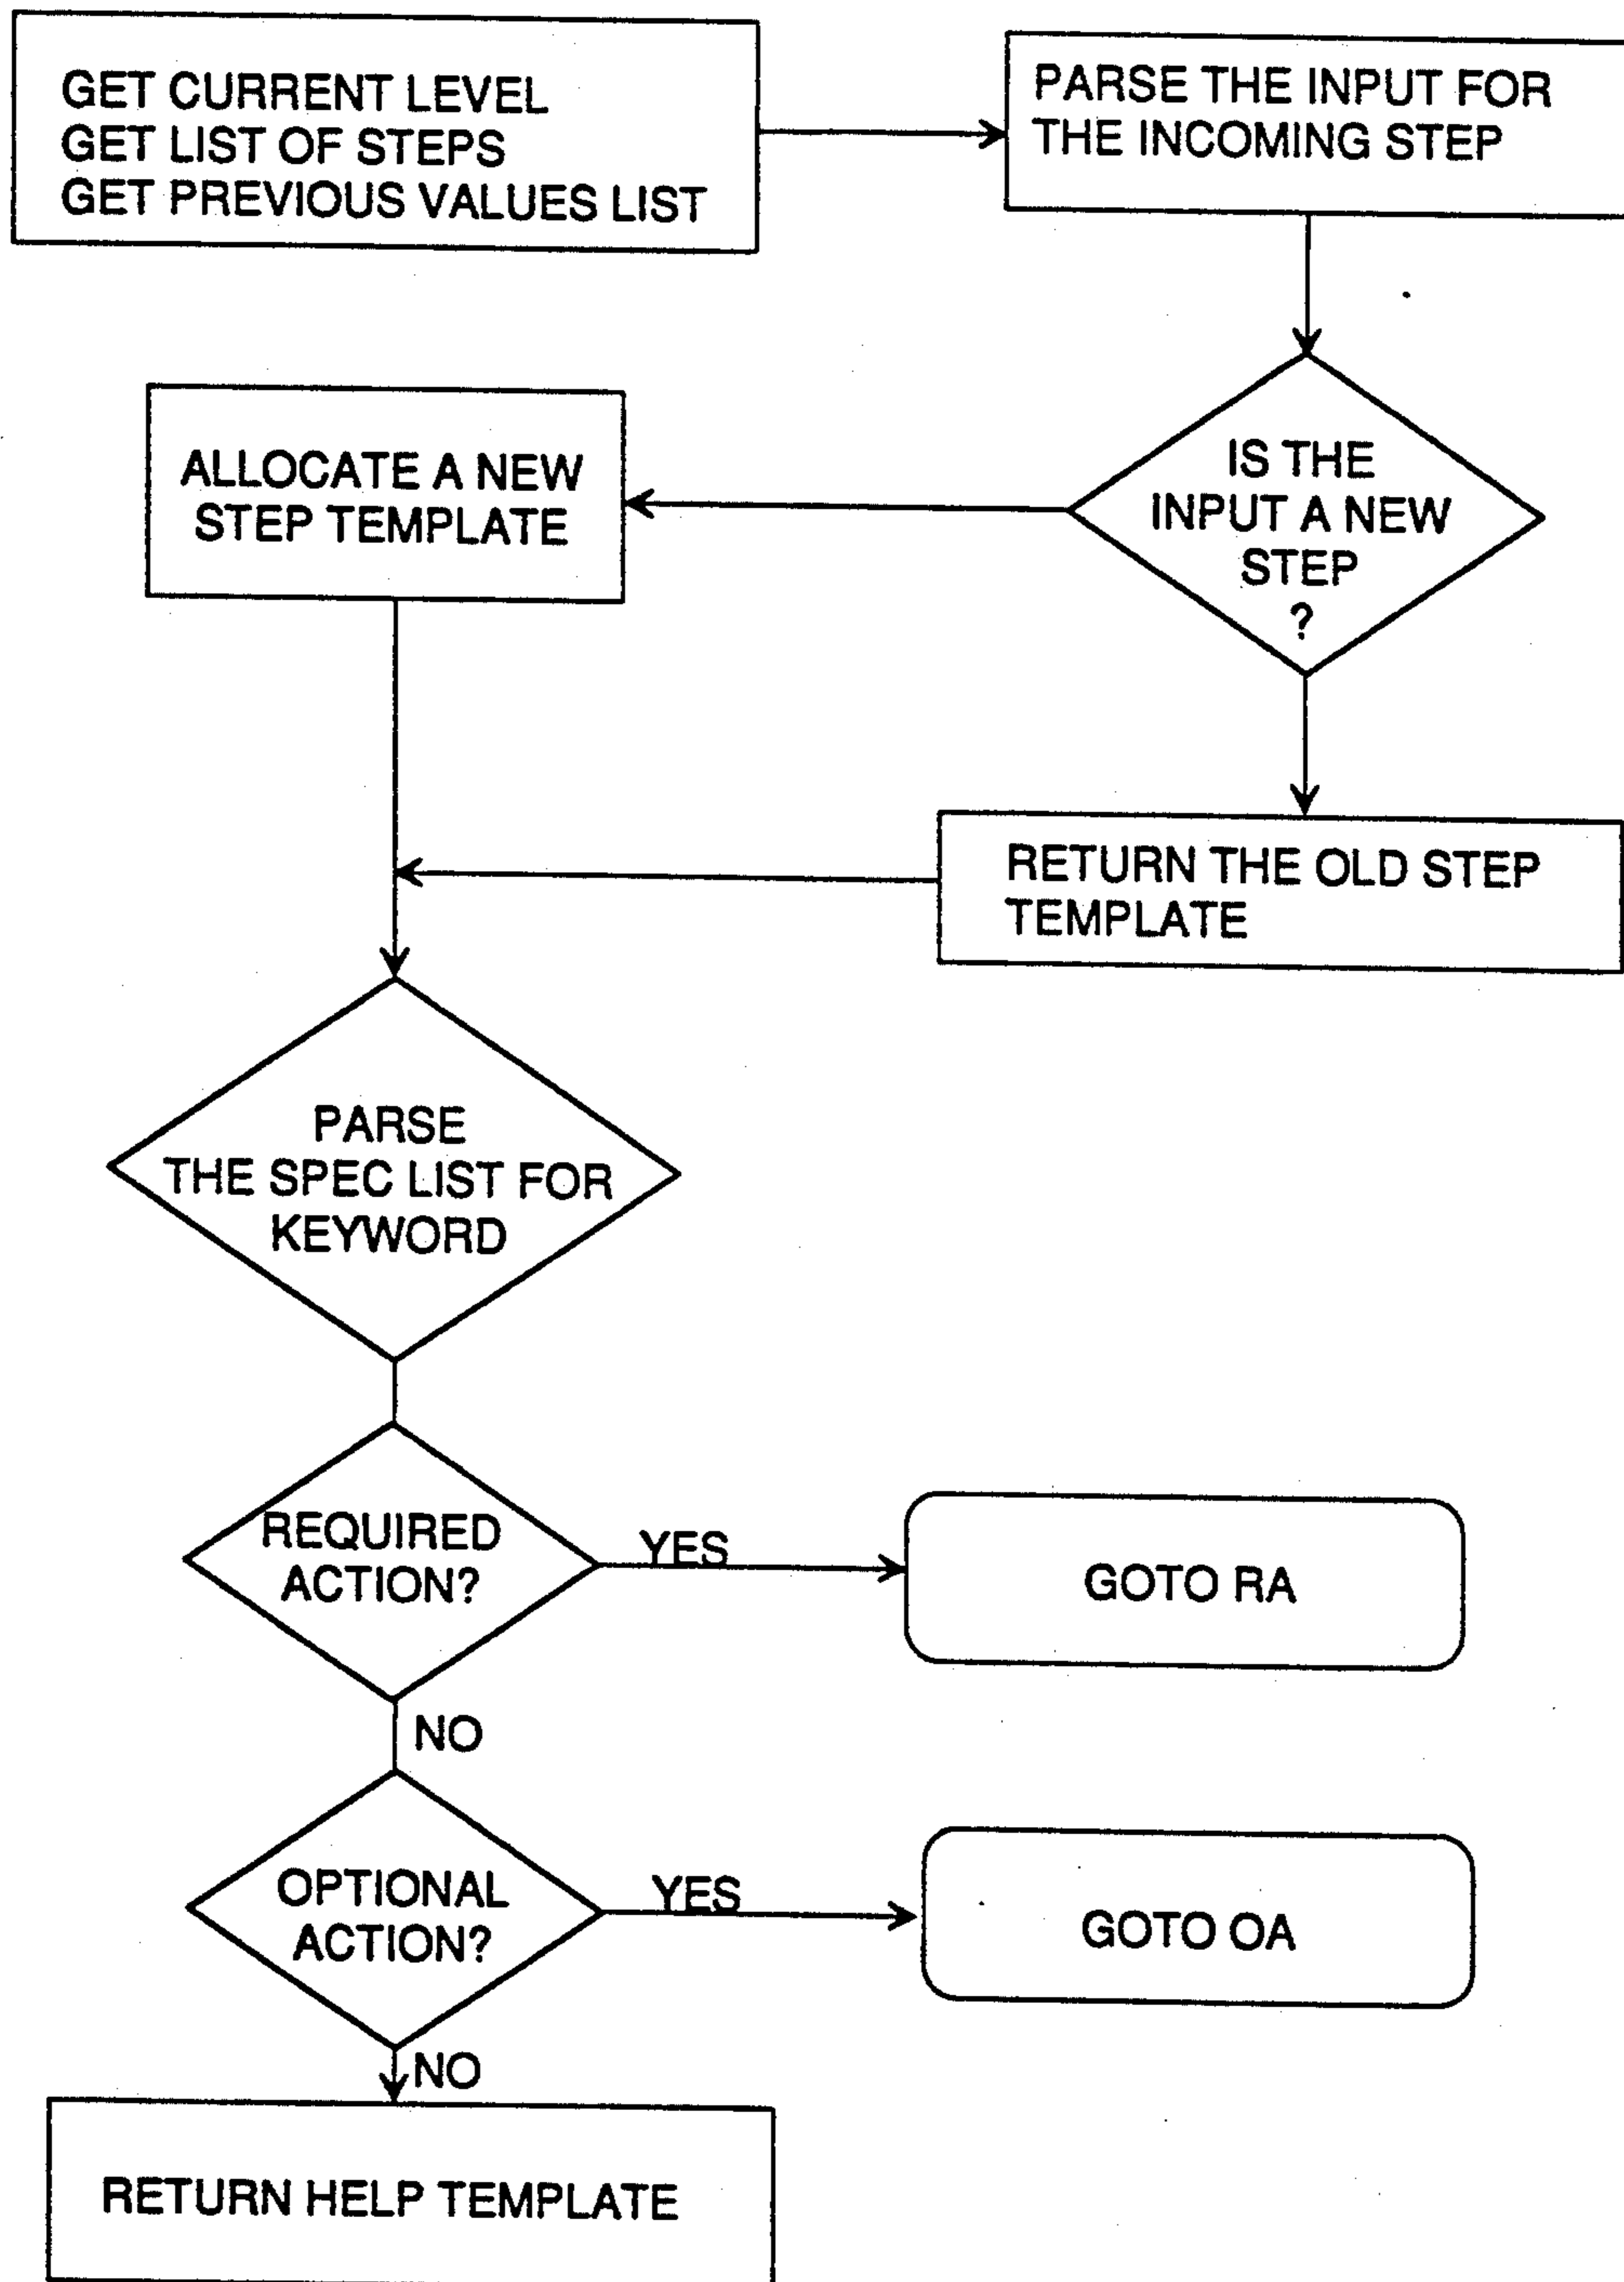 GET CURRENT LEVEL
GET LIST OF STEPS
GET PREVIOUS VALUES LIST
PARSE THE INPUT FOR
THE INCOMING STEP
IS THE
INPUT A NEW
STEP
?
ALLOCATE A NEW
STEP TEMPLATE
RETURN THE OLD STEP
TEMPLATE
PARSE
THE SPEC LIST FOR
KEYWORD
REQUIRED
ACTION?
YES
GOTO RA
NO
OPTIONAL
ACTION?
YES
GOTO OA
NO
RETURN HELP TEMPLATE